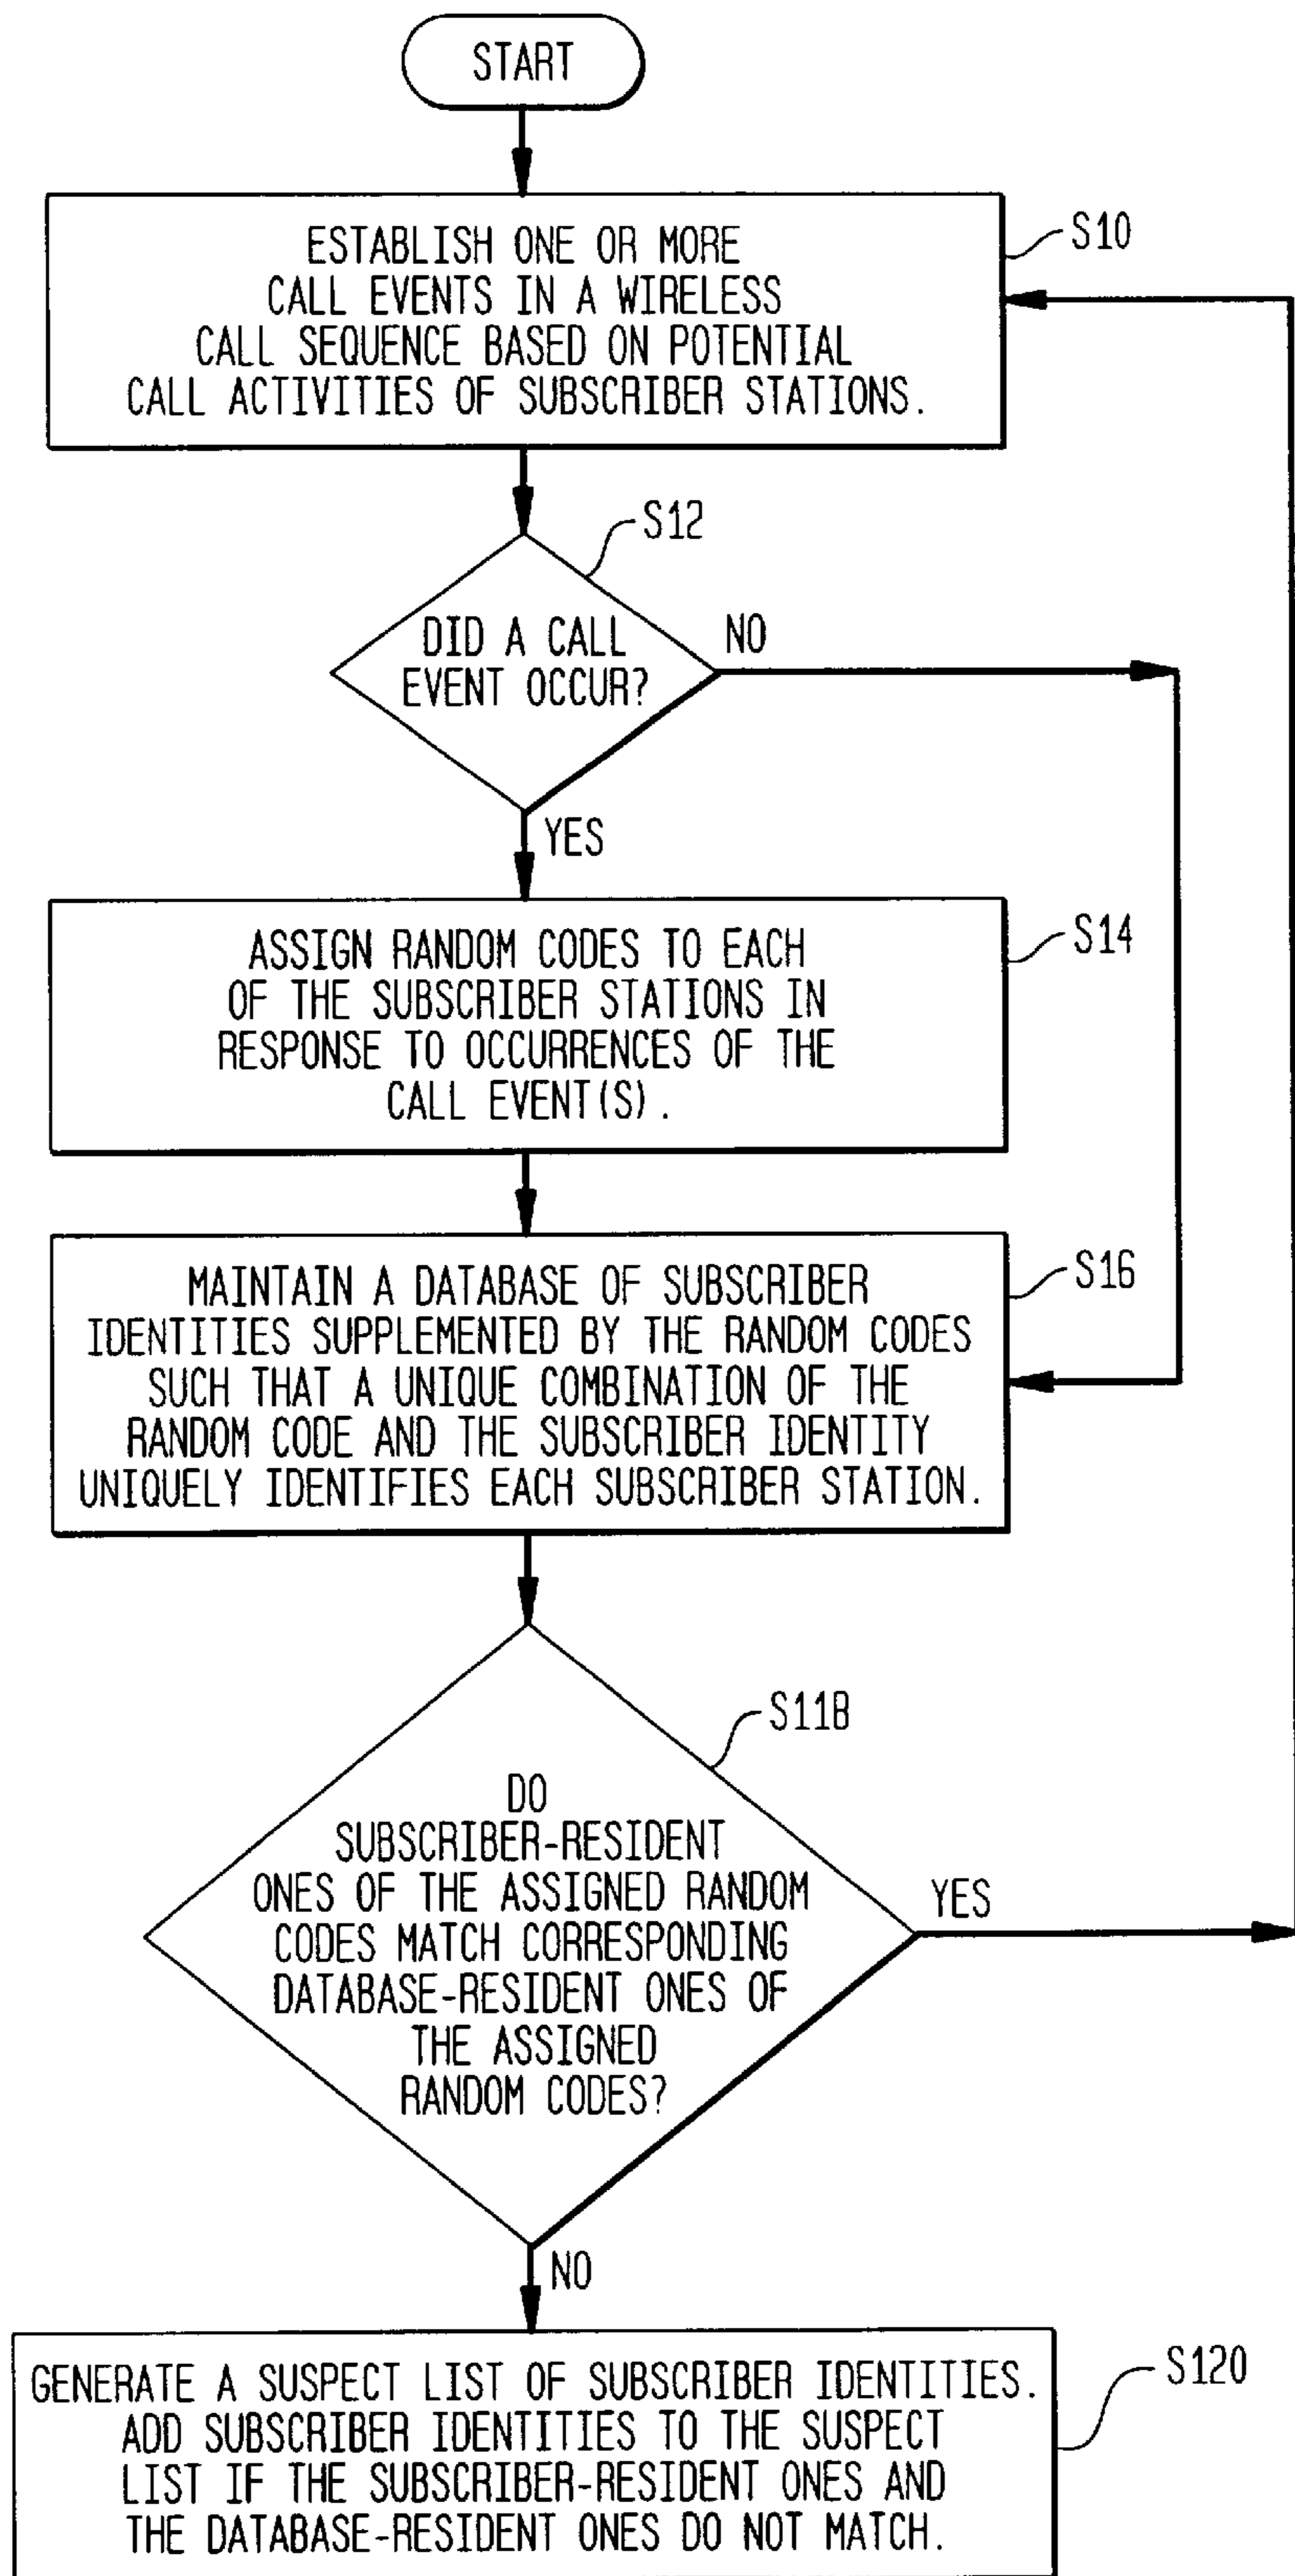 START
ESTABLISH ONE OR MORE
CALL EVENTS IN A WIRELESS
CALL SEQUENCE BASED ON POTENTIAL
CALL ACTIVITIES OF SUBSCRIBER STATIONS.
S10
S12
DID A CALL
EVENT OCCUR?
NO
YES
ASSIGN RANDOM CODES TO EACH
OF THE SUBSCRIBER STATIONS IN
RESPONSE TO OCCURRENCES OF THE
CALL EVENT(S).
S14
MAINTAIN A DATABASE OF SUBSCRIBER
IDENTITIES SUPPLEMENTED BY THE RANDOM CODES
SUCH THAT A UNIQUE COMBINATION OF THE
RANDOM CODE AND THE SUBSCRIBER IDENTITY
UNIQUELY IDENTIFIES EACH SUBSCRIBER STATION.
S16
S118
DO
SUBSCRIBER-RESIDENT
ONES OF THE ASSIGNED RANDOM
CODES MATCH CORRESPONDING
DATABASE-RESIDENT ONES OF
THE ASSIGNED
RANDOM CODES?
YES
NO
GENERATE A SUSPECT LIST OF SUBSCRIBER IDENTITIES.
ADD SUBSCRIBER IDENTITIES TO THE SUSPECT
LIST IF THE SUBSCRIBER-RESIDENT ONES AND
THE DATABASE-RESIDENT ONES DO NOT MATCH.
S120